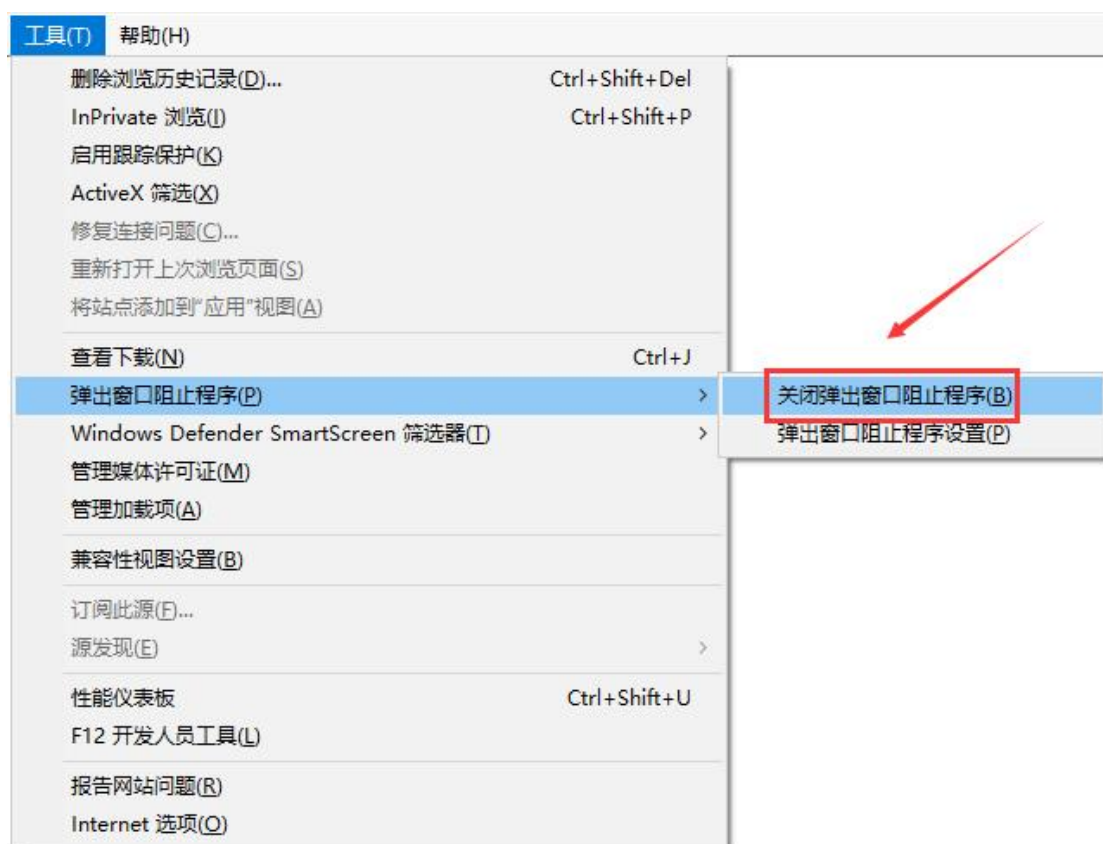 工具(T) 帮助(H)
删除浏览历史记录(D)... Ctrl+Shift+Del
InPrivate 浏览(I) Ctrl+Shift+P
启用跟踪保护(K)
ActiveX 筛选(X)
修复连接问题(C)...
重新打开上次浏览页面(S)
将站点添加到“应用”视图(A)
查看下载(N) Ctrl+J
弹出窗口阻止程序(P) >
关闭弹出窗口阻止程序(B)
Windows Defender SmartScreen 筛选器(T) >
弹出窗口阻止程序设置(P)
管理媒体许可证(M)
管理加载项(A)
兼容性视图设置(B)
订阅此源(F)...
源发现(E) >
性能仪表板 Ctrl+Shift+U
F12 开发人员工具(L)
报告网站问题(R)
Internet 选项(O)